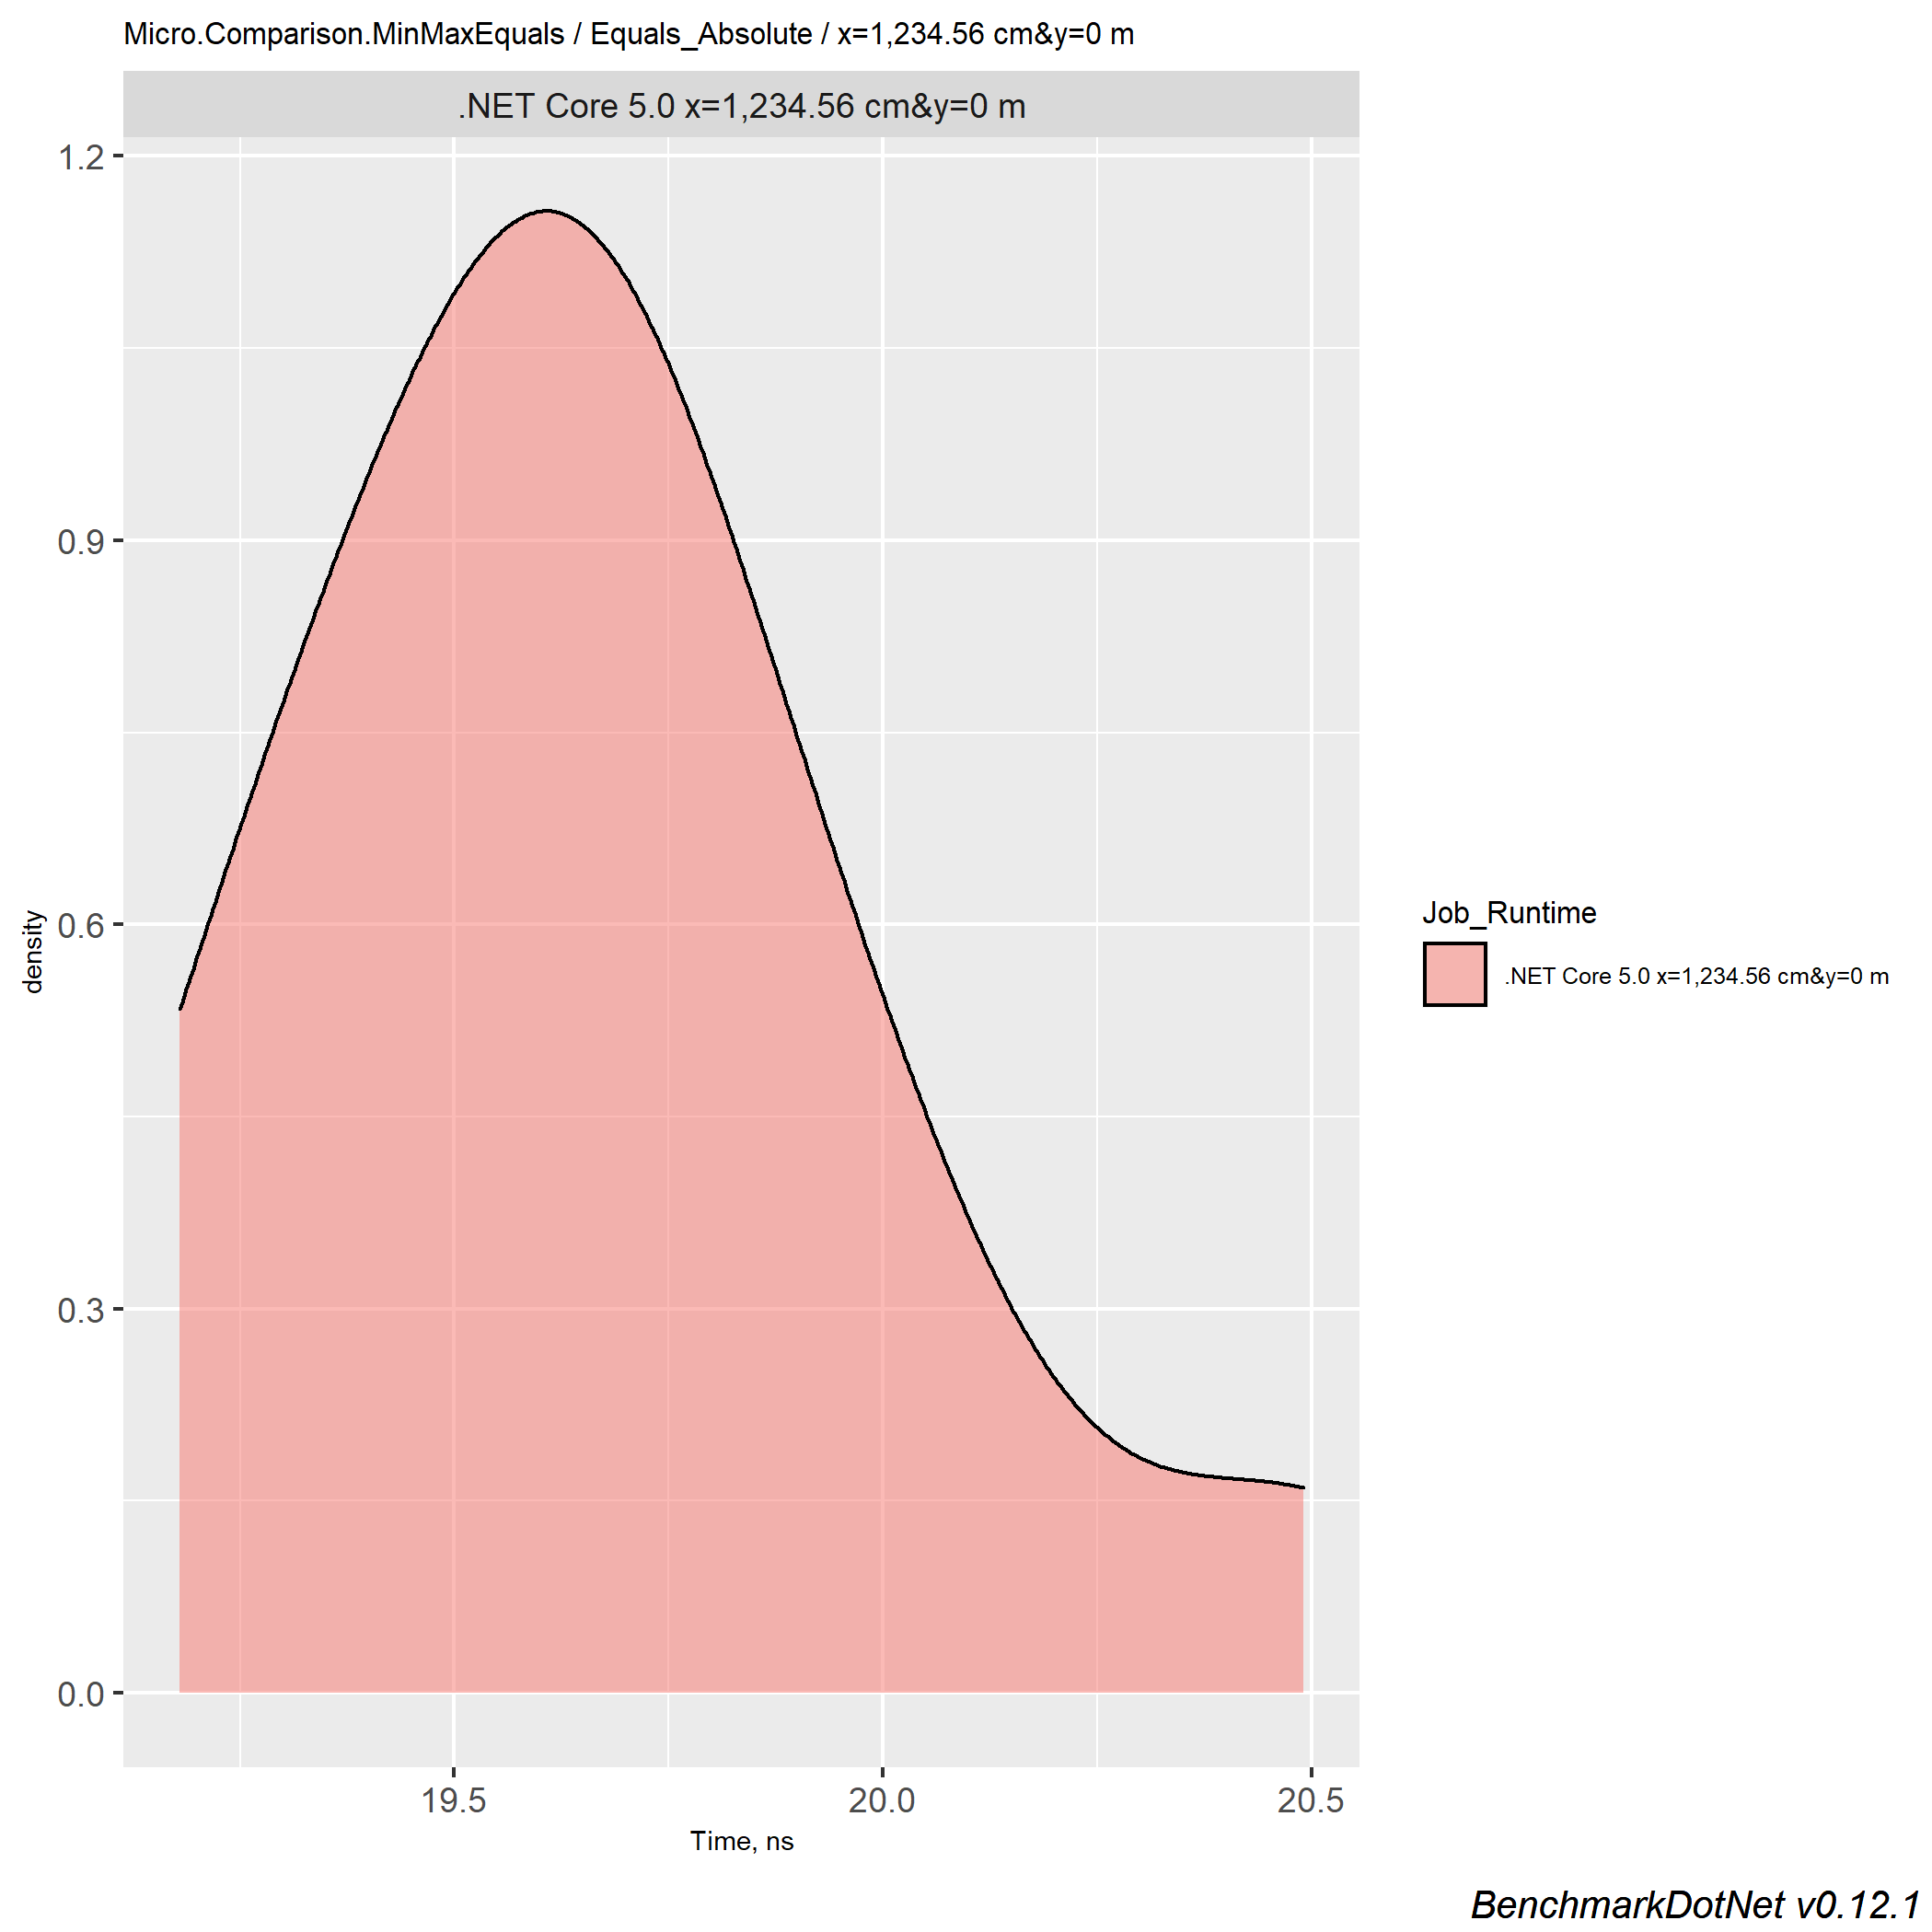 Micro.Comparison.MinMaxEquals / Equals_Absolute / x=1,234.56 cm&y=0 m
.NET Core 5.0 x=1,234.56 cm&y=0 m
1.2
0.9
0.6
0.3
0.0
density
19.5 20.0 20.5
Time, ns
Job_Runtime
.NET Core 5.0 x=1,234.56 cm&y=0 m
BenchmarkDotNet v0.12.1